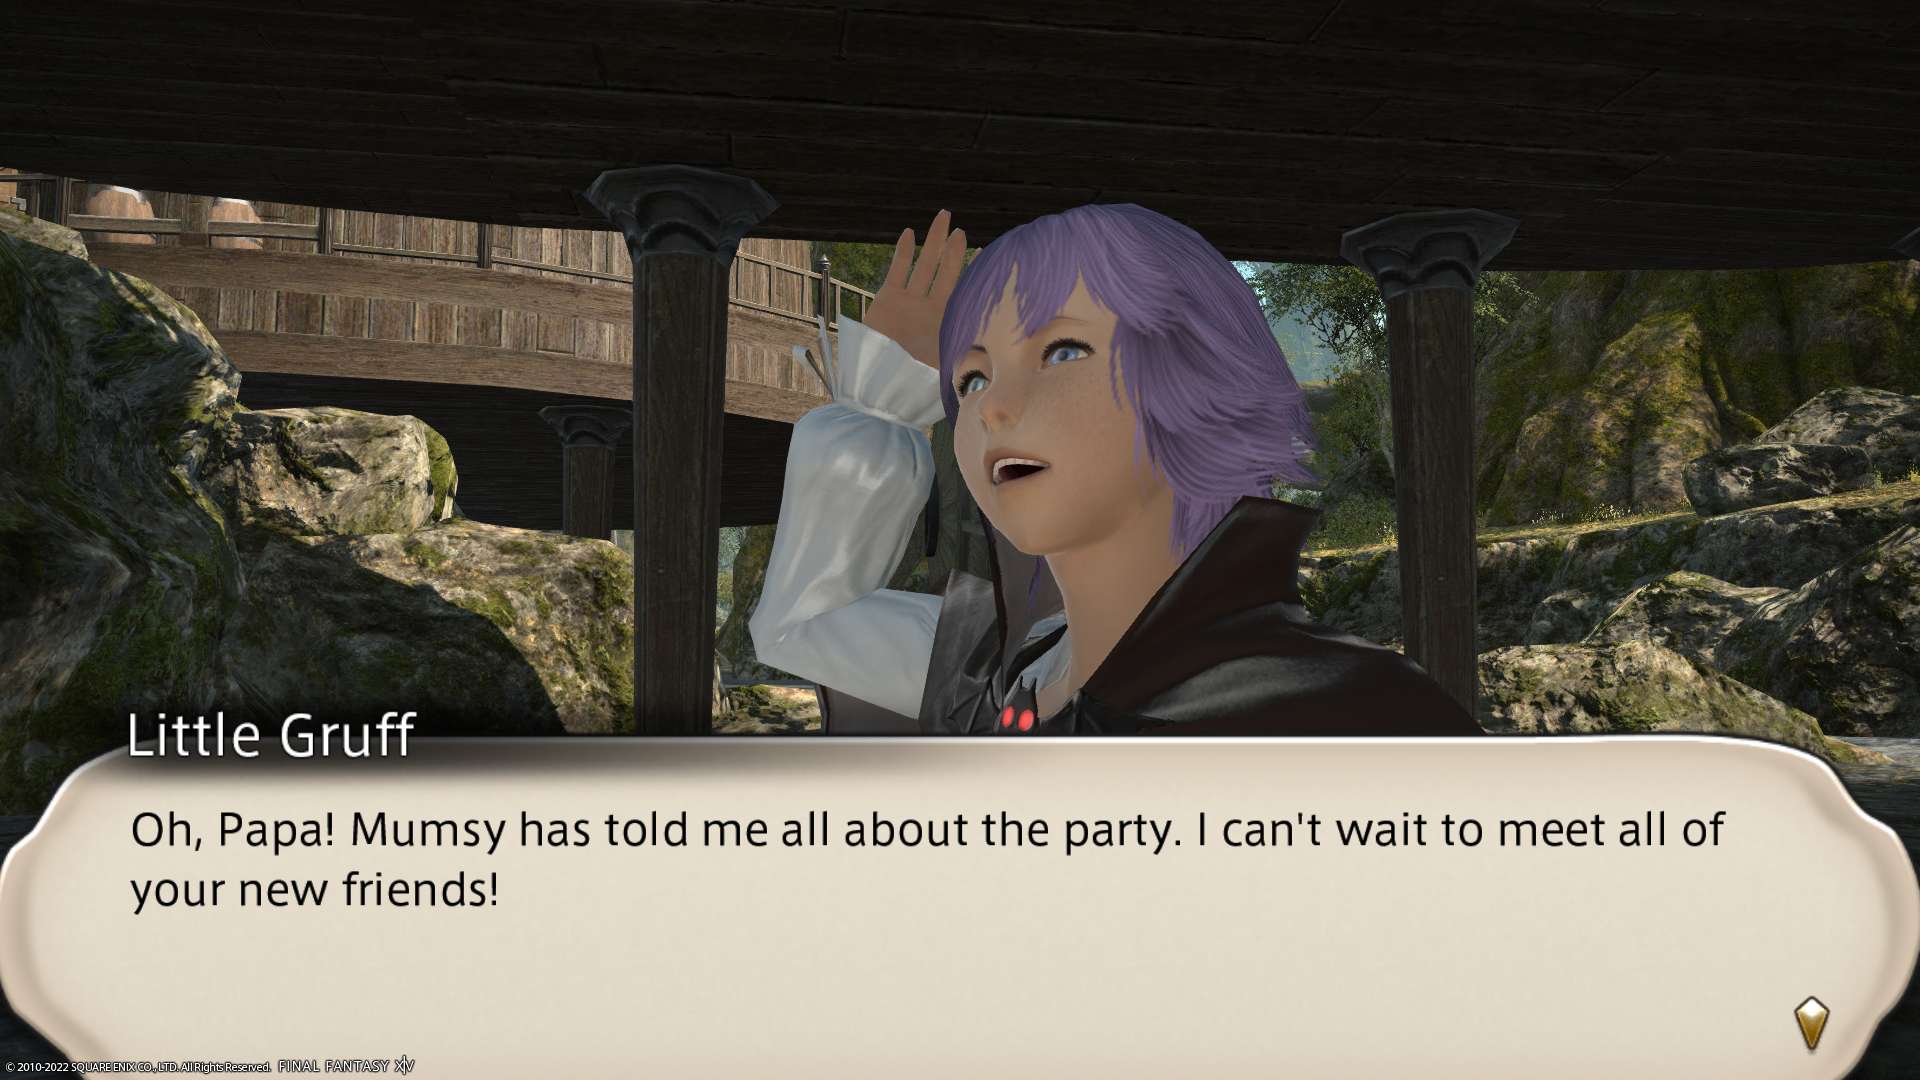 Little Gruff
Oh, Papa! Mumsy has told me all about the party. I can't wait to meet all of
your new friends!
© 2010-2022 SQUARE ENIX CO., LTD. All Rights Reserved. FINAL FANTASY XIV